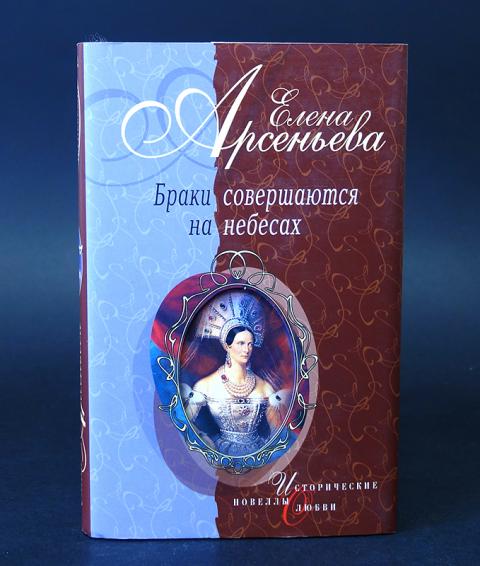 Елена
Арсеньева
Браки совершаются
на небесах
Исторические
новеллы О любви